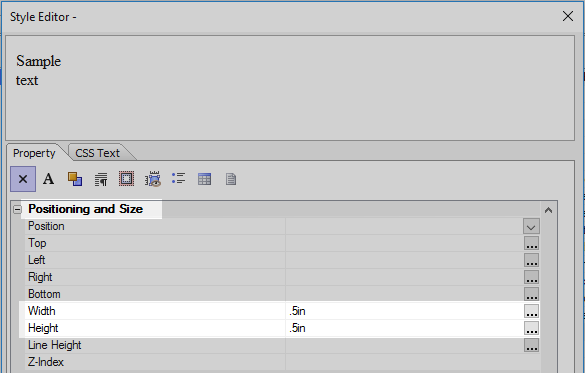 Style Editor -
Sample
text
Property CSS Text
A
Positioning and Size
Position
Top ...
Left ...
Right ...
Bottom ...
Width .5in ...
Height .5in ...
Line Height ...
Z-Index